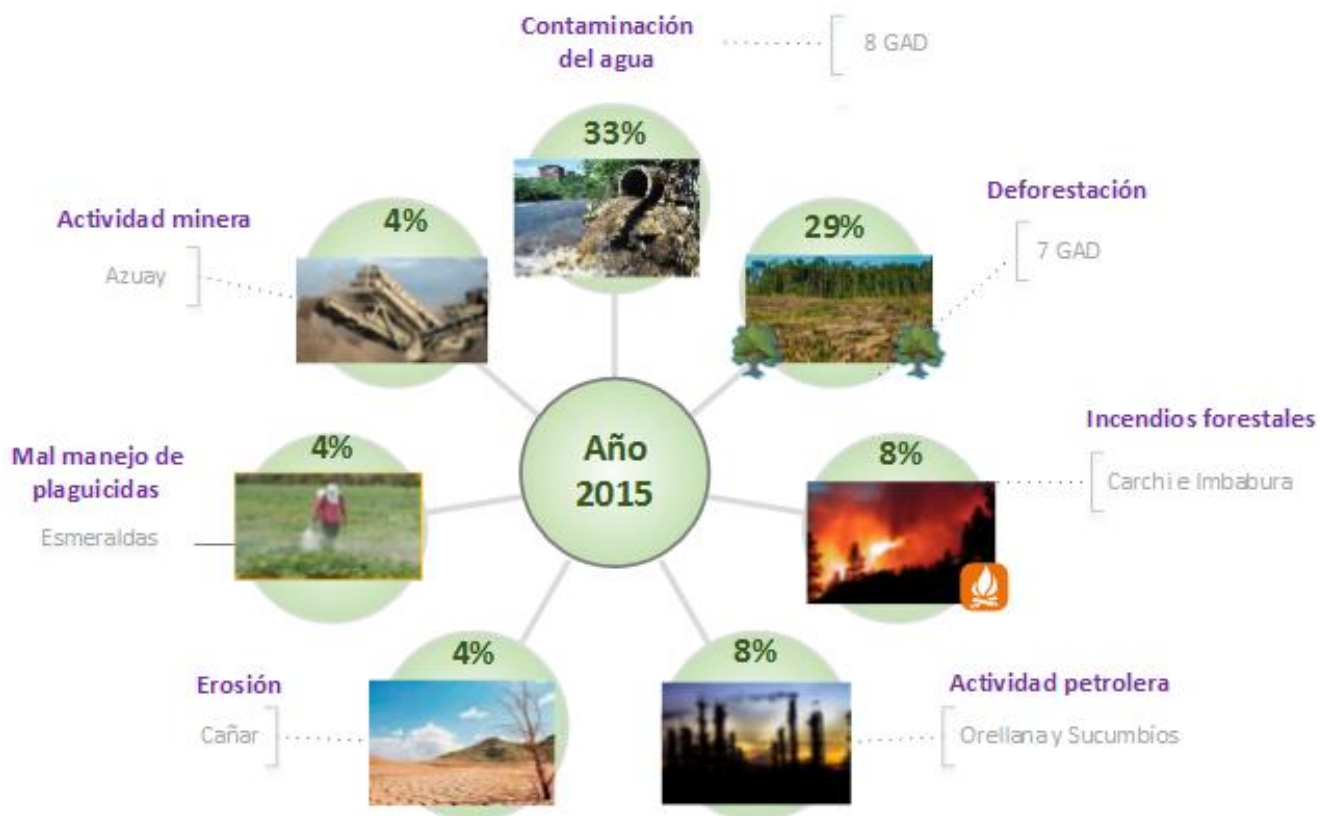 Contaminación
del agua
8 GAD
33%
Deforestación
7 GAD
29%
Incendios forestales
Carchi e Imbabura
8%
Actividad petrolera
Orellana y Sucumbíos
8%
Erosión
Cañar
4%
Mal manejo de
plaguicidas
Esmeraldas
4%
Actividad minera
Azuay
4%
Año
2015